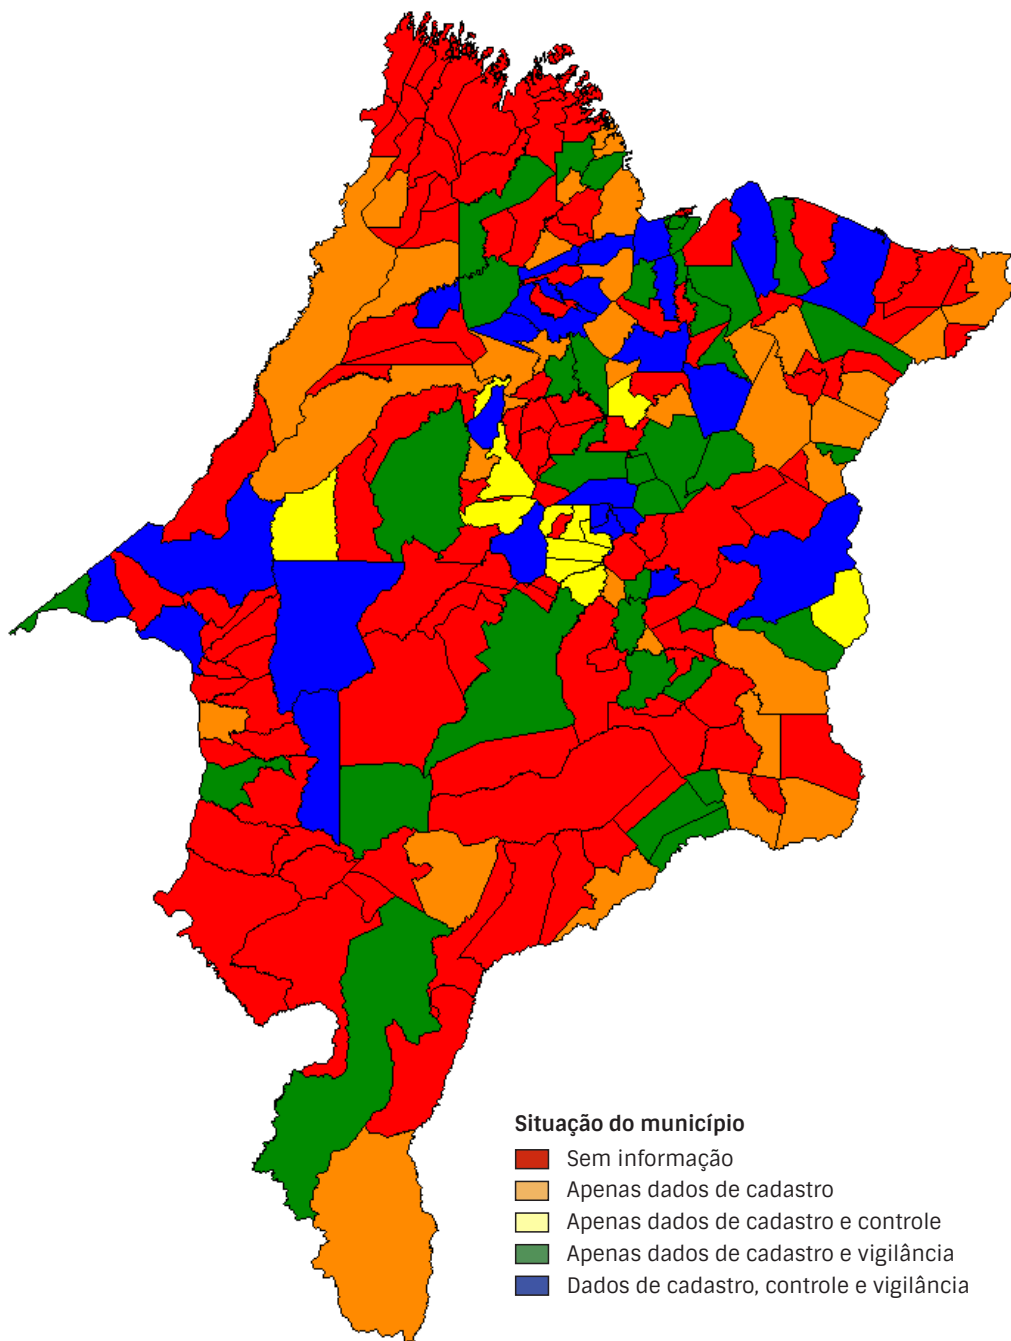 Situação do município
Sem informação
Apenas dados de cadastro
Apenas dados de cadastro e controle
Apenas dados de cadastro e vigilância
Dados de cadastro, controle e vigilância